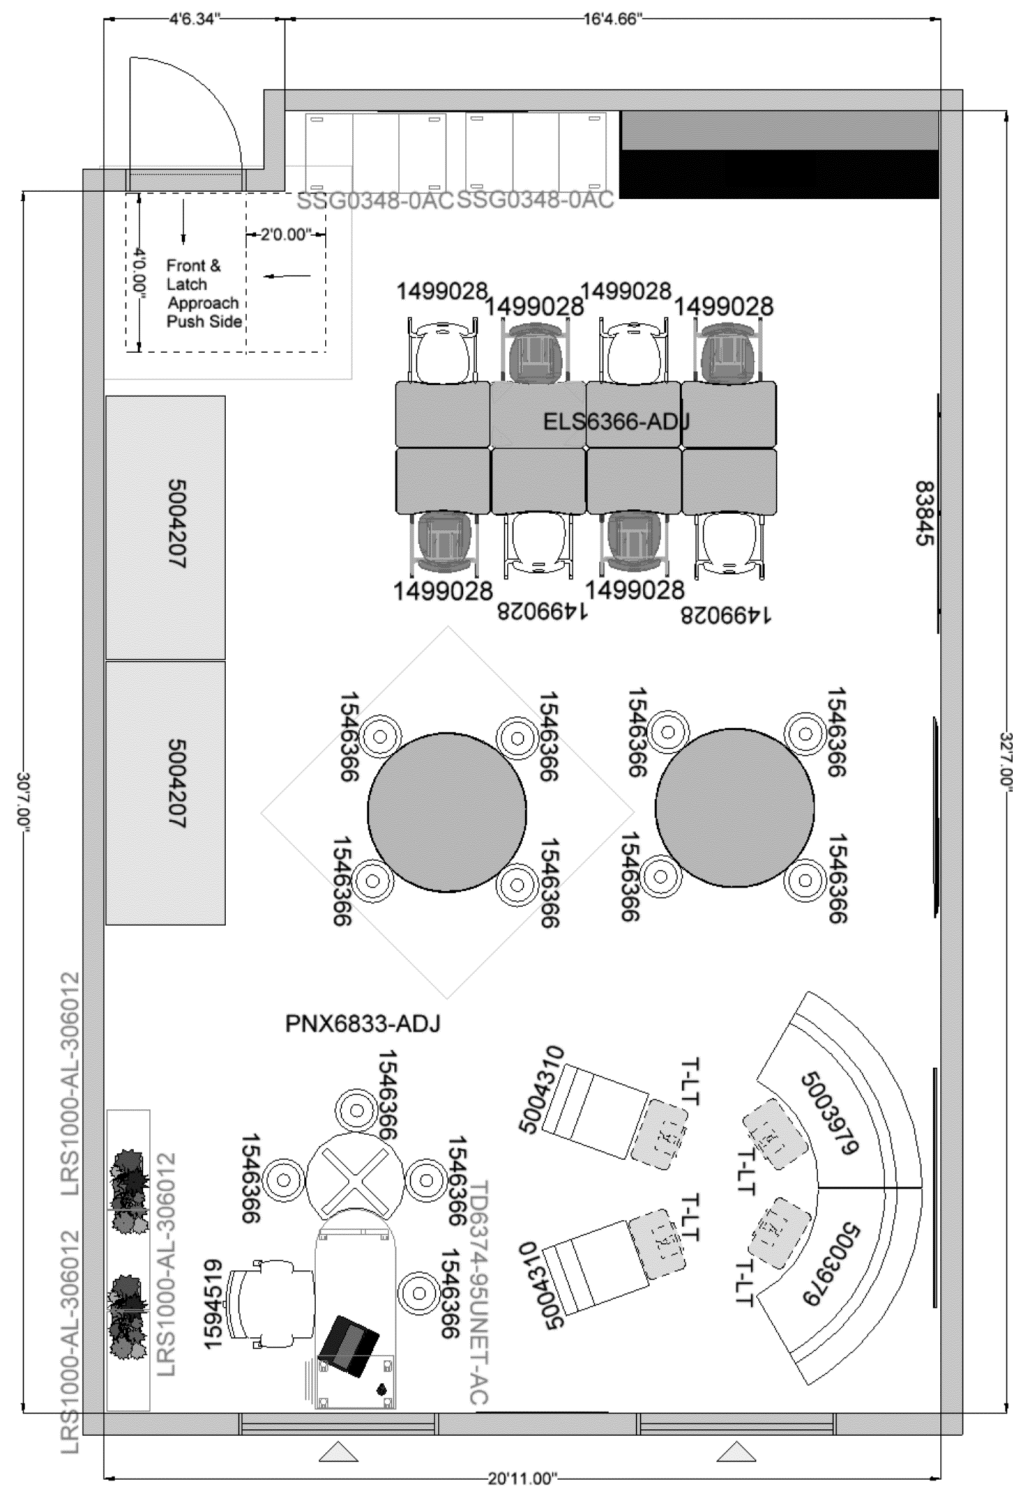 4'6.34"
16'4.66"
SSG0348-0AC
SSG0348-0AC
2'0.00"
4'0.00"
Front &
Latch
Approach
Push Side
1499028
1499028
1499028
1499028
ELS6366-ADJ
5004207
83845
1499028
1499028
1499028
1499028
1546366
1546366
1546366
1546366
5004207
30'7.00"
32'7.00"
1546366
1546366
1546366
1546366
LRS1000-AL-306012
PNX6833-ADJ
1546366
5004310
T-LT
5003979
1546366
1546366
T-LT
LRS1000-AL-306012
TD6374-95UNET-AC
T-LT
LRS1000-AL-306012
1594519
1546366
5004310
T-LT
5003979
20'11.00"